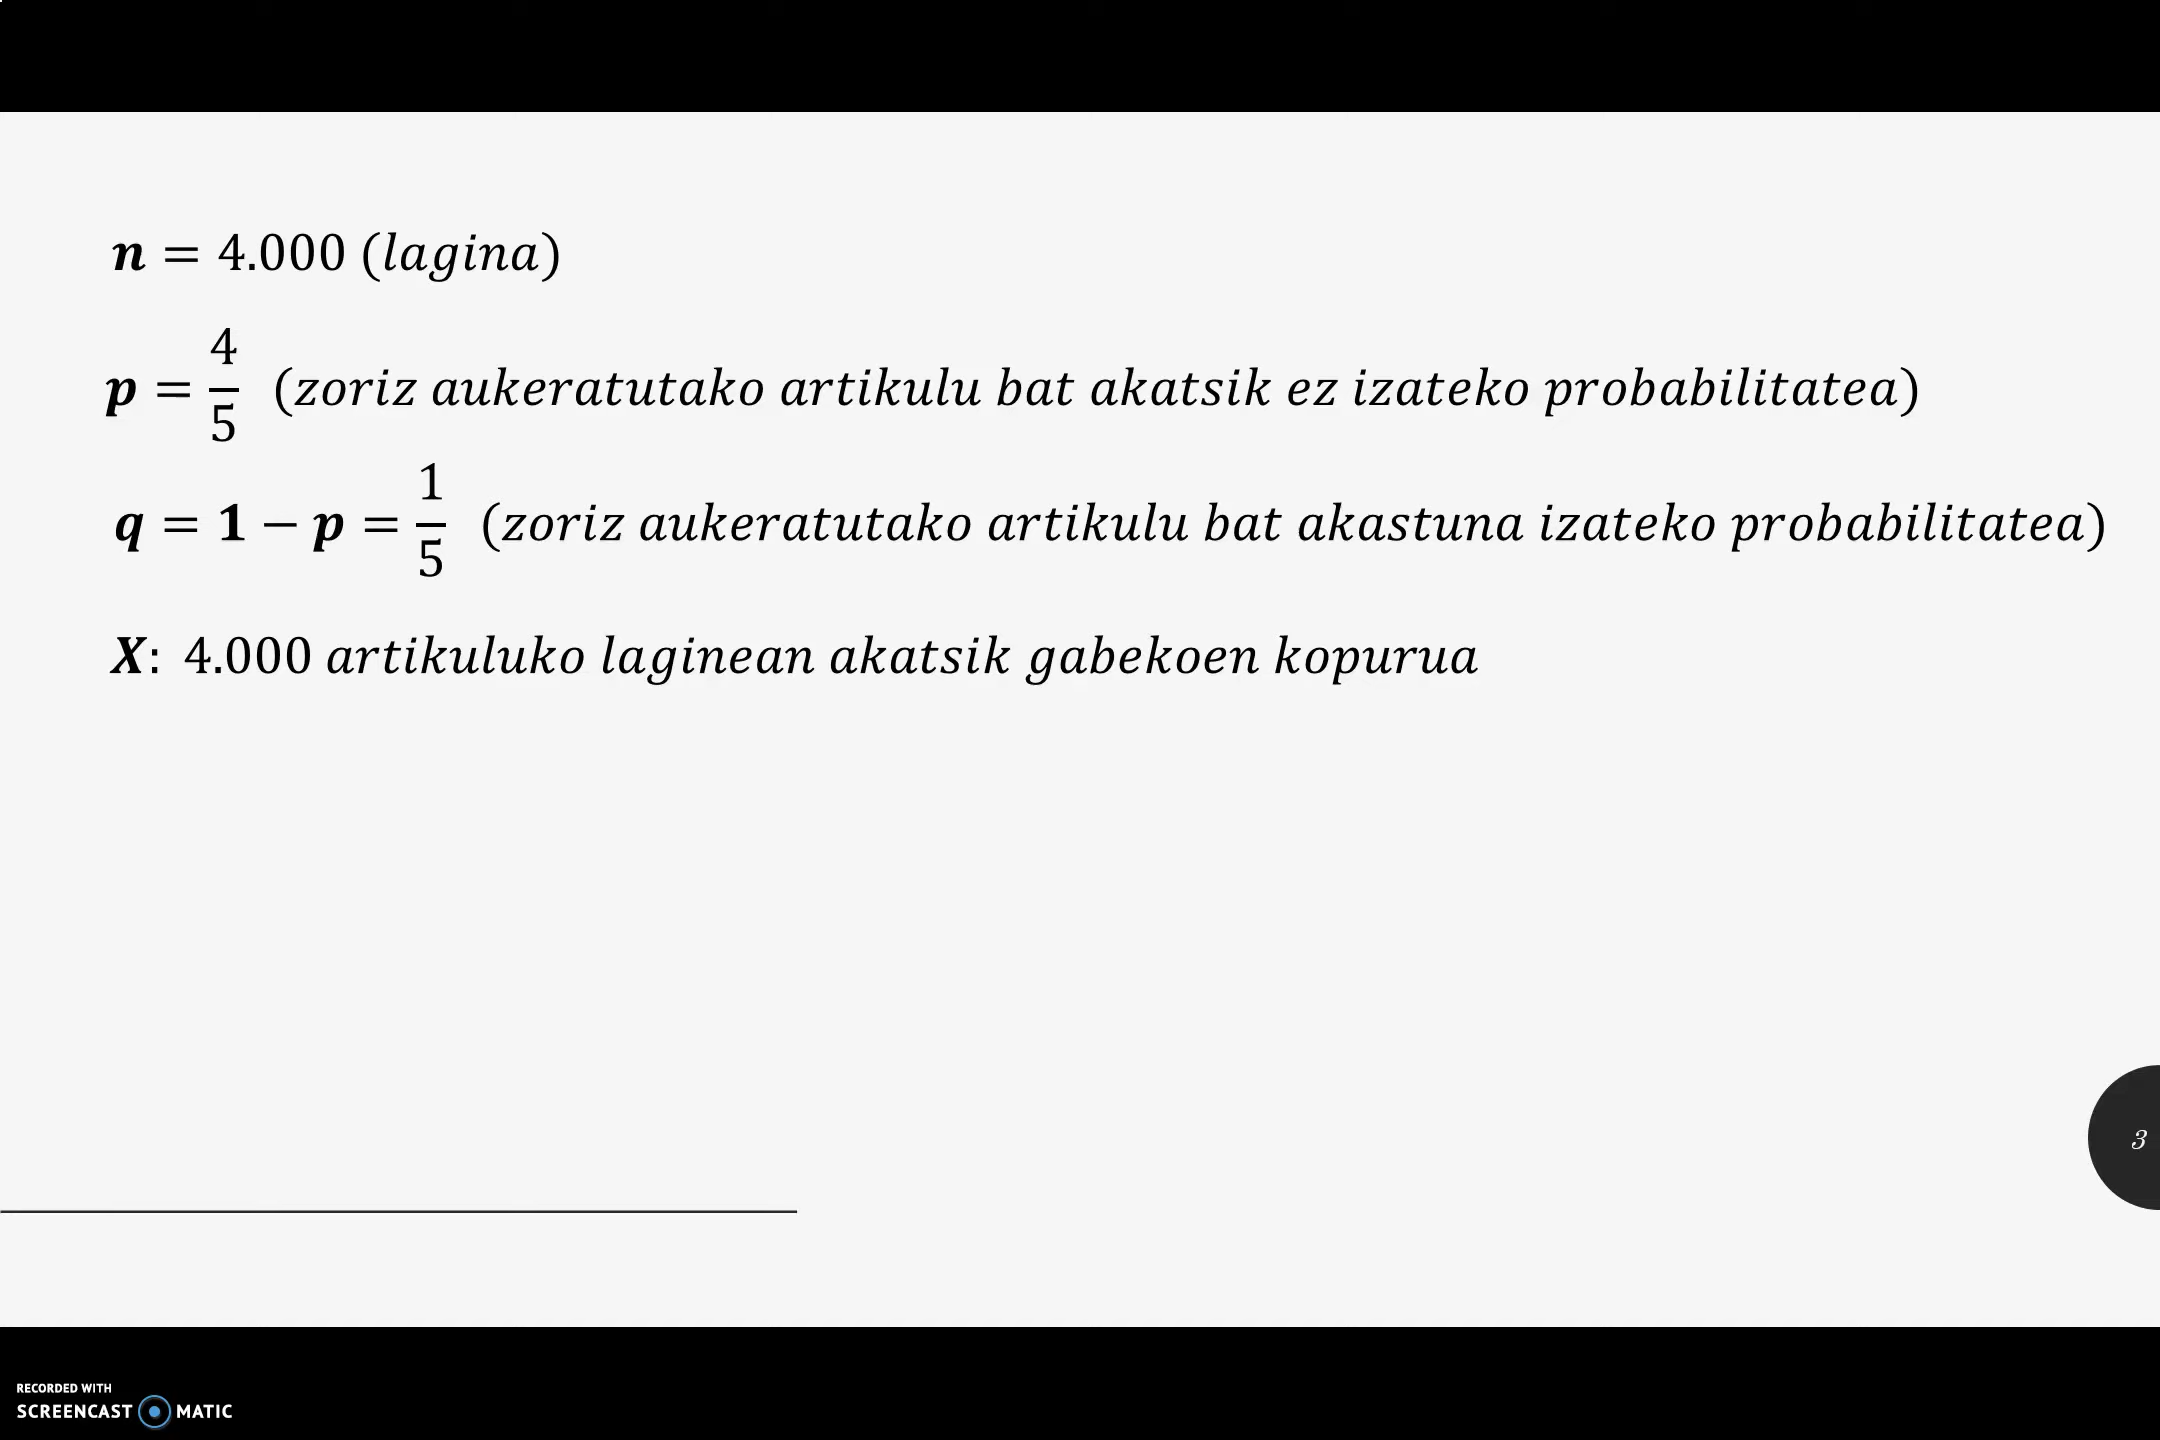 n = 4.000 (lagina)
p = 4/5 (zoriz aukeratutako artikulu bat akatsik ez izateko probabilitatea)
q = 1 − p = 1/5 (zoriz aukeratutako artikulu bat akastuna izateko probabilitatea)
X: 4.000 artikuluko laginean akatsik gabekoen kopurua
3
RECORDED WITH
SCREENCAST MATIC